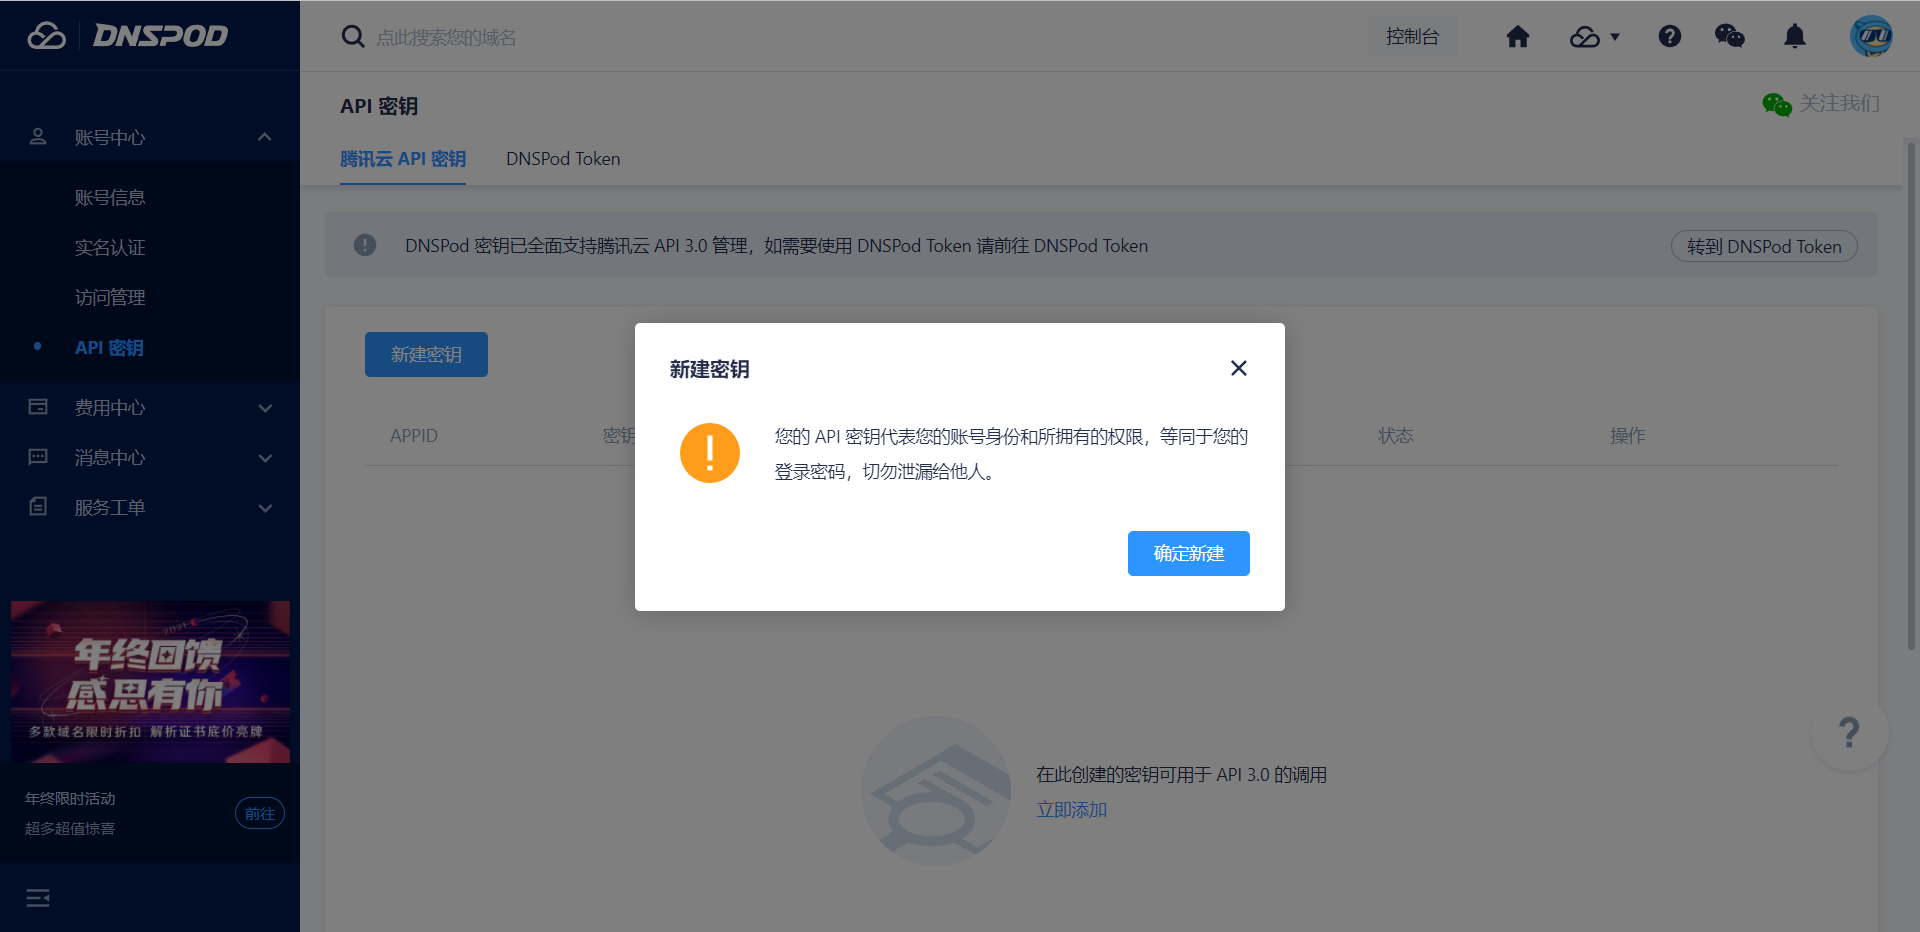 DNSPOD
点此搜索您的域名
控制台
API 密钥
关注我们
腾讯云 API 密钥
DNSPod Token
账号中心
账号信息
实名认证
访问管理
API 密钥
费用中心
消息中心
服务工单
DNSPod 密钥已全面支持腾讯云 API 3.0 管理，如需要使用 DNSPod Token 请前往 DNSPod Token
转到 DNSPod Token
新建密钥
APPID
密钥
状态
操作
新建密钥
您的 API 密钥代表您的账号身份和所拥有的权限，等同于您的
登录密码，切勿泄漏给他人。
确定新建
在此创建的密钥可用于 API 3.0 的调用
立即添加
2021
年终回馈
感恩有你
多款域名限时折扣 解析证书底价亮牌
年终限时活动
超多超值惊喜
前往